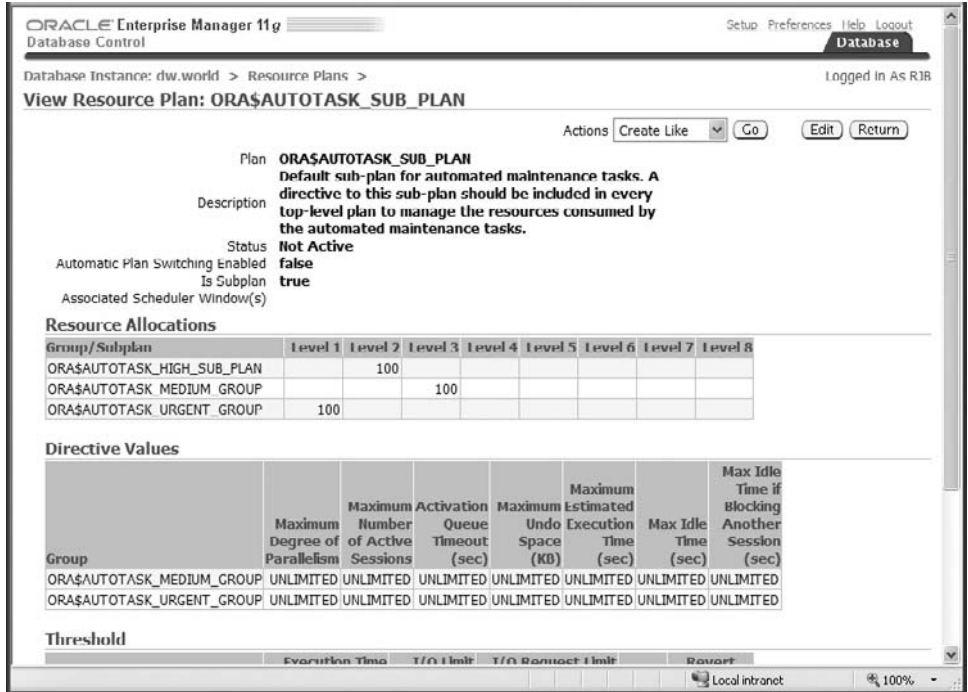 ORACLE Enterprise Manager 11g
Database Control
Setup Preferences Help Logout
Database
Database Instance: dw.world > Resource Plans >
Logged in As RJB
View Resource Plan: ORA$AUTOTASK_SUB_PLAN
Actions Create Like Go Edit Return
Plan ORA$AUTOTASK_SUB_PLAN
Description Default sub-plan for automated maintenance tasks. A
directive to this sub-plan should be included in every
top-level plan to manage the resources consumed by
the automated maintenance tasks.
Status Not Active
Automatic Plan Switching Enabled false
Is Subplan true
Associated Scheduler Window(s)
Resource Allocations
Group/Subplan Level 1 Level 2 Level 3 Level 4 Level 5 Level 6 Level 7 Level 8
ORA$AUTOTASK_HIGH_SUB_PLAN 100
ORA$AUTOTASK_MEDIUM_GROUP 100
ORA$AUTOTASK_URGENT_GROUP 100
Directive Values
Group
Maximum
Degree of
Parallelism
Maximum
Number
of Active
Sessions
Activation
Queue
Timeout
(sec)
Maximum
Undo
Space
(KB)
Maximum
Estimated
Execution
Time
(sec)
Max Idle
Time
(sec)
Max Idle
Time if
Blocking
Another
Session
(sec)
ORA$AUTOTASK_MEDIUM_GROUP UNLIMITED UNLIMITED UNLIMITED UNLIMITED UNLIMITED UNLIMITED UNLIMITED
ORA$AUTOTASK_URGENT_GROUP UNLIMITED UNLIMITED UNLIMITED UNLIMITED UNLIMITED UNLIMITED UNLIMITED
Threshold
Execution Time I/O Limit I/O Request Limit Revert
Local intranet 100%